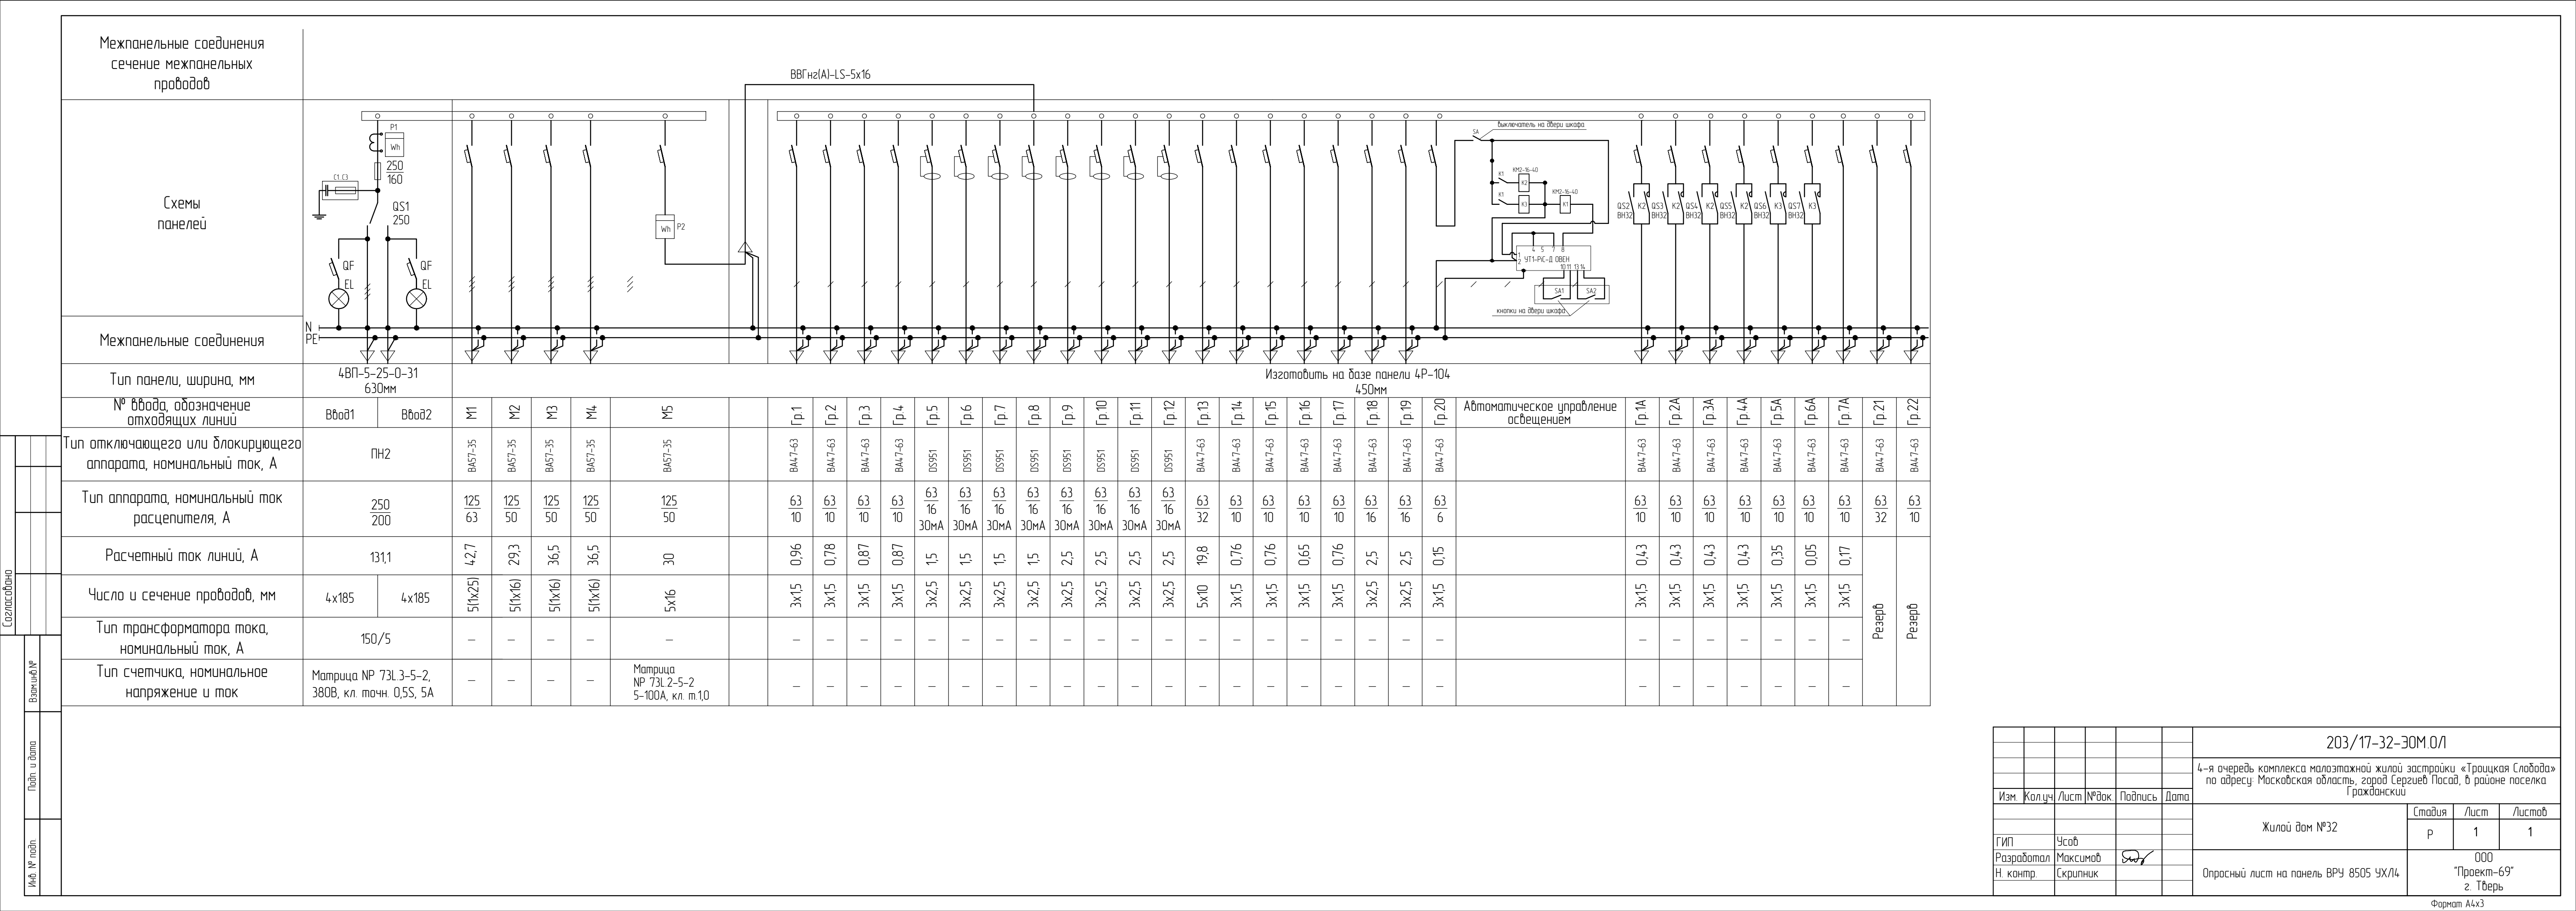 Межпанельные соединения
сечение межпанельных
проводов
ВВГнг(А)-LS-5х16
Схемы
панелей
P1
Wh
250
160
C1..C3
QS1
250
QF
QF
EL
EL
Wh
P2
SA
выключатель на двери шкафа
K1
КМ2-16-40
K2
K1
K3
КМ2-16-40
K1
4 5 7 8
1
2
УТ1-PiC-Д ОВЕН
10 11 13 14
SA1
SA2
кнопки на двери шкафа
QS2 K2 QS3 K2 QS4 K2 QS5 K2 QS6 K3 QS7 K3
ВН32 ВН32 ВН32 ВН32 ВН32 ВН32
N
PE
Межпанельные соединения
Тип панели, ширина, мм
4ВП-5-25-0-31
630мм
Изготовить на базе панели 4Р-104
450мм
№ ввода, обозначение
отходящих линий
Ввод1 Ввод2 М1 М2 М3 М4 М5 Гр.1 Гр.2 Гр.3 Гр.4 Гр.5 Гр.6 Гр.7 Гр.8 Гр.9 Гр.10 Гр.11 Гр.12 Гр.13 Гр.14 Гр.15 Гр.16 Гр.17 Гр.18 Гр.19 Гр.20
Автоматическое управление
освещением
Гр.1А Гр.2А Гр.3А Гр.4А Гр.5А Гр.6А Гр.7А Гр.21 Гр.22
Тип отключающего или блокирующего
аппарата, номинальный ток, А
ПН2 ВА57-35 ВА57-35 ВА57-35 ВА57-35 ВА57-35 ВА47-63 ВА47-63 ВА47-63 ВА47-63 DS951 DS951 DS951 DS951 DS951 DS951 DS951 DS951 ВА47-63 ВА47-63 ВА47-63 ВА47-63 ВА47-63 ВА47-63 ВА47-63 ВА47-63 ВА47-63 ВА47-63 ВА47-63 ВА47-63 ВА47-63 ВА47-63 ВА47-63 ВА47-63 ВА47-63
Тип аппарата, номинальный ток
расцепителя, А
250 125 125 125 125 125 63 63 63 63 63 63 63 63 63 63 63 63 63 63 63 63 63 63 63 63 63 63 63 63 63 63 63 63 63
200 63 50 50 50 50 10 10 10 10 16 16 16 16 16 16 16 16 32 10 10 10 10 16 16 6 10 10 10 10 10 10 10 32 10
30мА 30мА 30мА 30мА 30мА 30мА 30мА 30мА
Расчетный ток линий, А
131,1 42,7 29,3 36,5 36,5 30 0,96 0,78 0,87 0,87 1,5 1,5 1,5 1,5 2,5 2,5 2,5 2,5 19,8 0,76 0,76 0,65 0,76 2,5 2,5 0,15 0,43 0,43 0,43 0,43 0,35 0,05 0,17
Число и сечение проводов, мм
4х185 4х185 5(1х25) 5(1х16) 5(1х16) 5(1х16) 5х16 3х1,5 3х1,5 3х1,5 3х1,5 3х2,5 3х2,5 3х2,5 3х2,5 3х2,5 3х2,5 3х2,5 3х2,5 5х10 3х1,5 3х1,5 3х1,5 3х1,5 3х2,5 3х2,5 3х1,5 3х1,5 3х1,5 3х1,5 3х1,5 3х1,5 3х1,5 3х1,5
Резерв Резерв
Тип трансформатора тока,
номинальный ток, А
150/5 – – – – – – – – – – – – – – – – – – – – – – – – – – – – – – – –
Тип счетчика, номинальное
напряжение и ток
Матрица NP 73L.3-5-2,
380В, кл. точн. 0,5S, 5А
– – – –
Матрица
NP 73L.2-5-2
5-100А, кл. т.1,0
– – – – – – – – – – – – – – – – – – – – – – – – – – –
Согласовано
Взам.инв.№
Подп. и дата
Инв. № подл.
203/17-32-ЭОМ.ОЛ
4-я очередь комплекса малоэтажной жилой застройки «Троицкая Слобода»
по адресу: Московская область, город Сергиев Посад, в районе поселка
Гражданский
Изм. Кол.уч. Лист №док. Подпись Дата
Жилой дом №32
Стадия Лист Листов
Р 1 1
ГИП Усов
Разработал Максимов
Н. контр. Скрипник
Опросный лист на панель ВРУ 8505 УХЛ4
ООО
"Проект-69"
г. Тверь
Формат А4х3